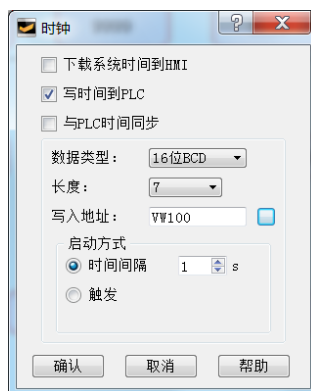 时钟
下载系统时间到HMI
写时间到PLC
与PLC时间同步
数据类型： 16位BCD
长度： 7
写入地址： VW100
启动方式
时间间隔 1 s
触发
确认 取消 帮助